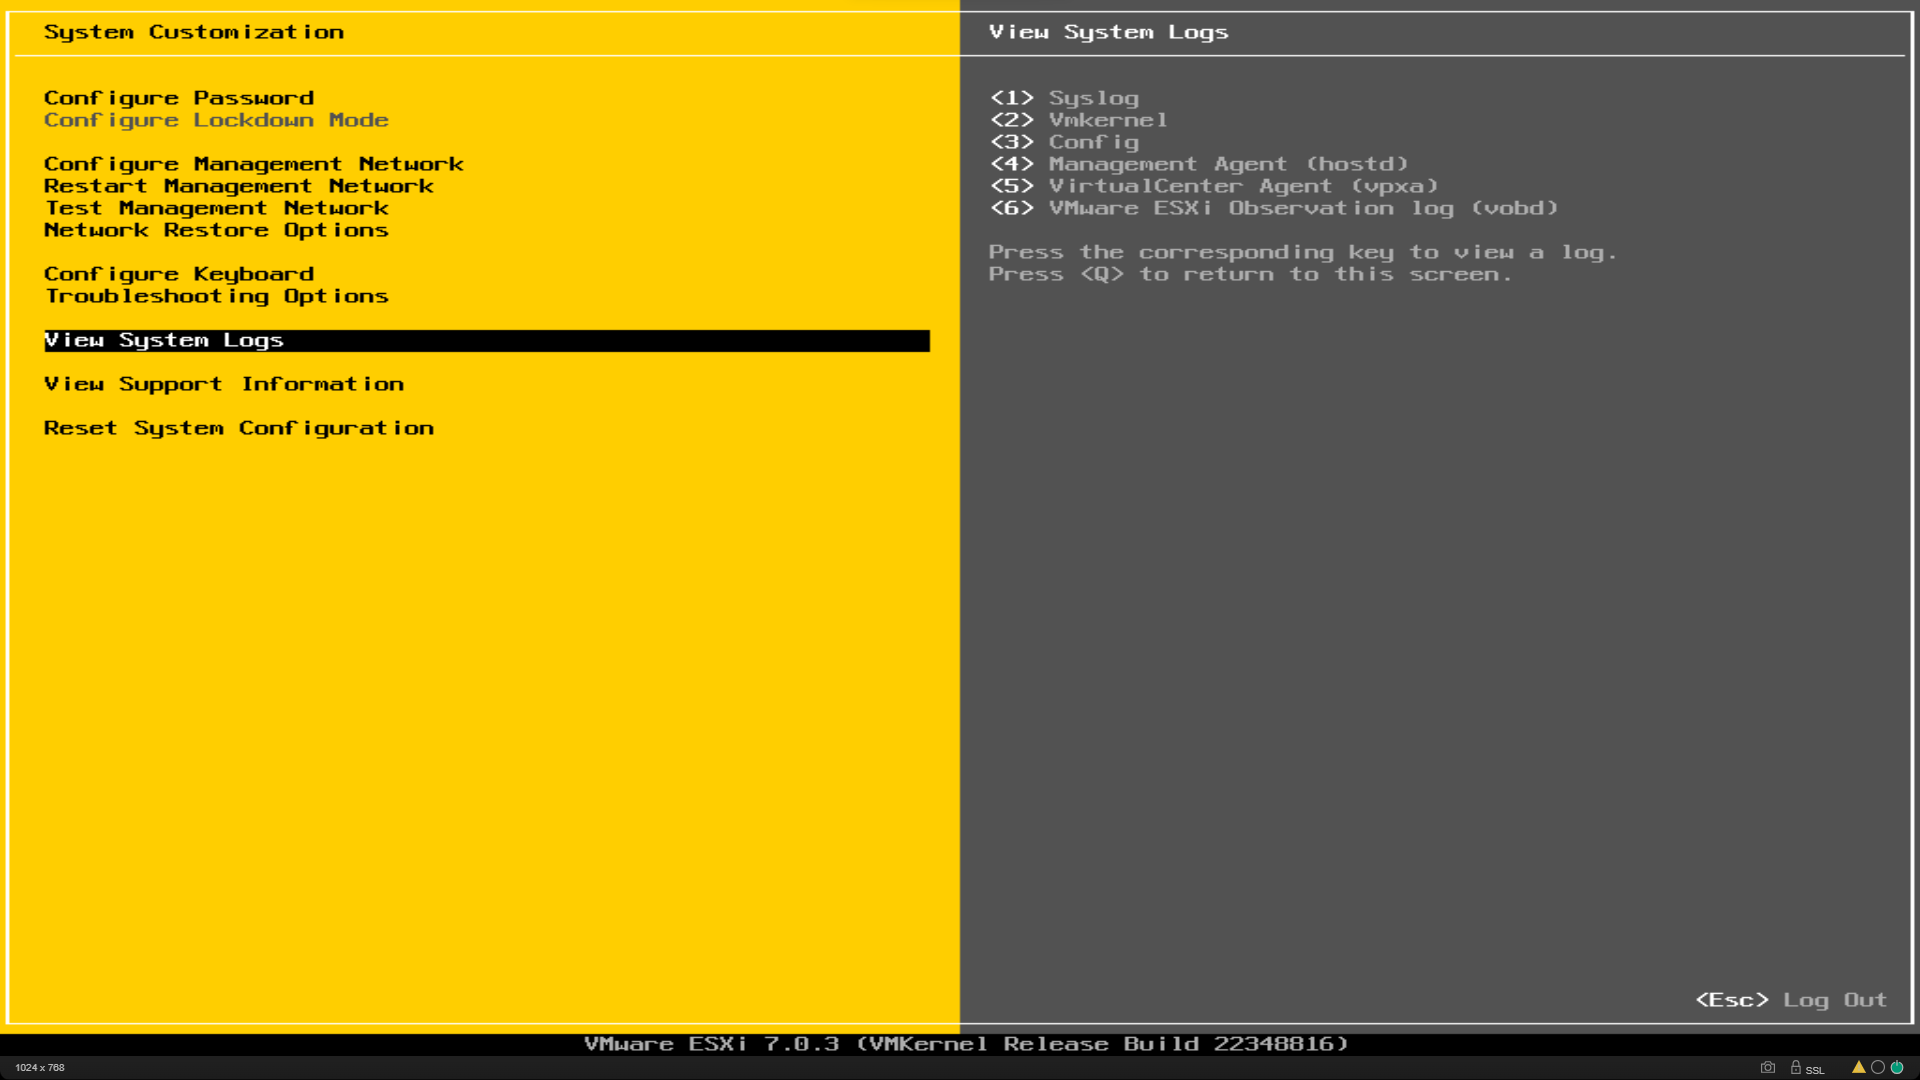 System Customization
Configure Password
Configure Lockdown Mode
Configure Management Network
Restart Management Network
Test Management Network
Network Restore Options
Configure Keyboard
Troubleshooting Options
View System Logs
View Support Information
Reset System Configuration
View System Logs
<1> Syslog
<2> Vmkernel
<3> Config
<4> Management Agent (hostd)
<5> VirtualCenter Agent (vpxa)
<6> VMware ESXi Observation log (vobd)
Press the corresponding key to view a log.
Press <Q> to return to this screen.
<Esc> Log Out
VMware ESXi 7.0.3 (VMKernel Release Build 22348816)
1024 x 768
SSL